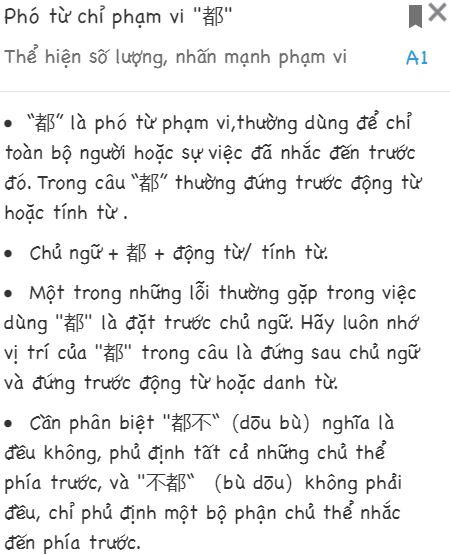 Phó từ chỉ phạm vi "都"
Thể hiện số lượng, nhấn mạnh phạm vi
A1
• “都” là phó từ phạm vi,thường dùng để chỉ
toàn bộ người hoặc sự việc đã nhắc đến trước
đó. Trong câu “都” thường đứng trước động từ
hoặc tính từ .
• Chủ ngữ + 都 + động từ/ tính từ.
• Một trong những lỗi thường gặp trong việc
dùng "都" là đặt trước chủ ngữ. Hãy luôn nhớ
vị trí của "都" trong câu là đứng sau chủ ngữ
và đứng trước động từ hoặc danh từ.
• Cần phân biệt "都不“（dōu bù）nghĩa là
đều không, phủ định tất cả những chủ thể
phía trước, và "不都“ （bù dōu）không phải
đều, chỉ phủ định một bộ phận chủ thể nhắc
đến phía trước.